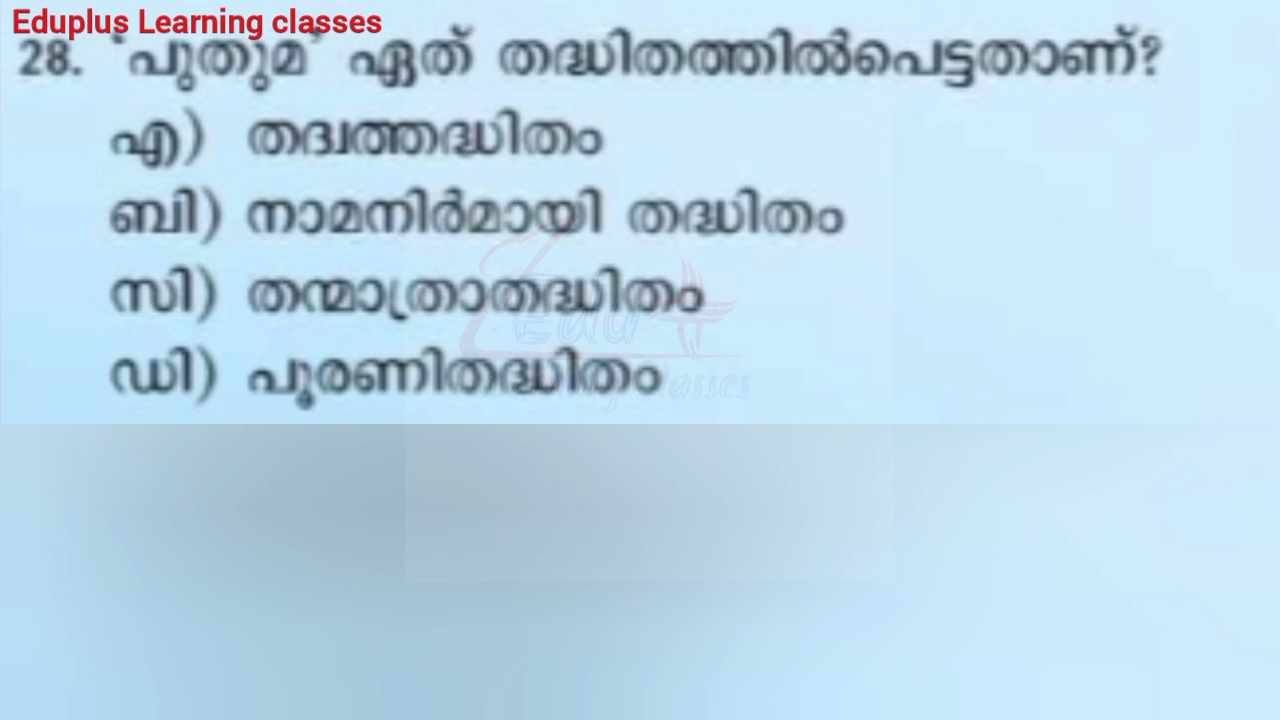 Eduplus Learning classes
28. 'പുതുമ' ഏത് തദ്ധിതത്തിൽപെട്ടതാണ്?
എ) തദ്വത്തദ്ധിതം
ബി) നാമനിർമായി തദ്ധിതം
സി) തന്മാത്രാതദ്ധിതം
ഡി) പൂരണിതദ്ധിതം